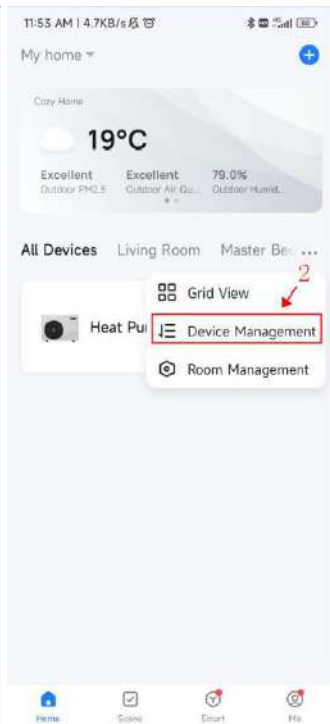 11:53 AM | 4.7KB/s
My home
Cozy Home
19°C
Excellent Excellent 79.0%
Outdoor PM2.5 Outdoor Air Qu... Outdoor Humid...
All Devices Living Room Master Be ...
2
Grid View
Heat Pu
Device Management
Room Management
Home Scene Smart Me